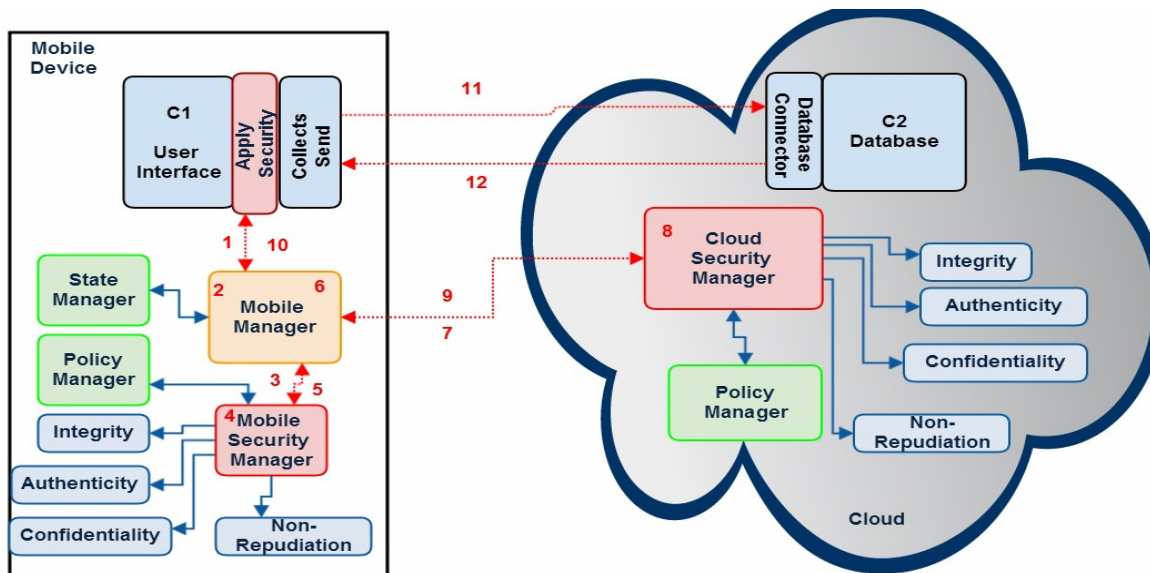 Mobile
Device
C1
User
Interface
Apply
Security
Collects
Send
11
12
Database
Connector
C2
Database
1
10
State
Manager
2
6
Mobile
Manager
9
7
8
Cloud
Security
Manager
Integrity
Authenticity
Confidentiality
Non-
Repudiation
Policy
Manager
Policy
Manager
3
5
4
Mobile
Security
Manager
Integrity
Authenticity
Confidentiality
Non-
Repudiation
Cloud